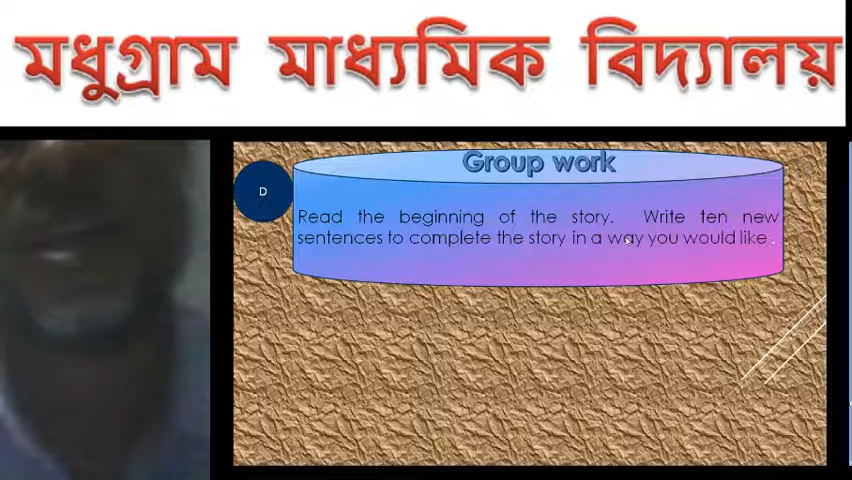 মধুগ্রাম মাধ্যমিক বিদ্যালয়
Group work
D
Read the beginning of the story. Write ten new
sentences to complete the story in a way you would like .